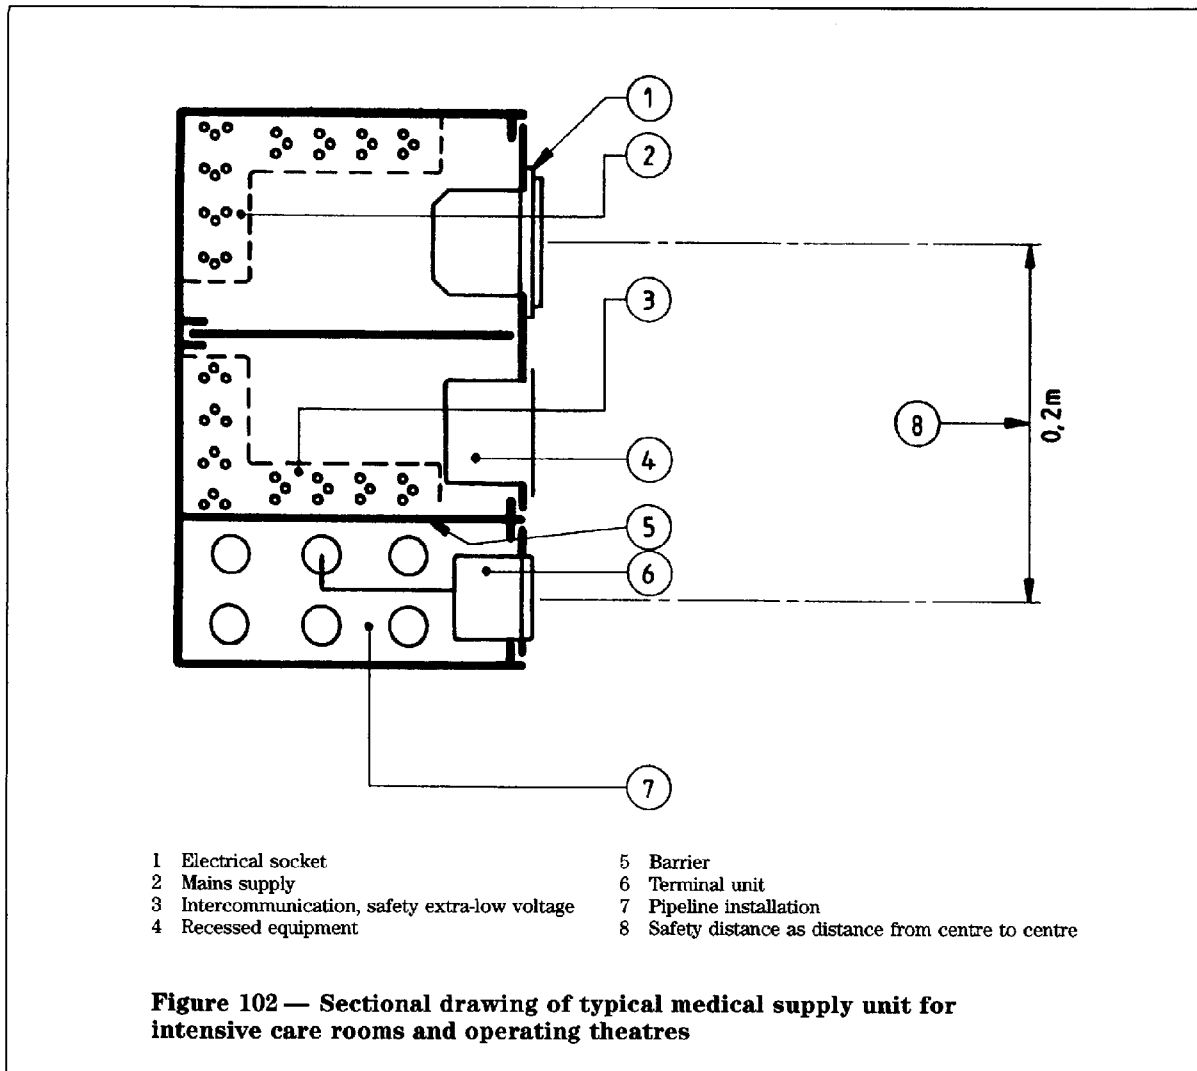 1
2
3
4
5
6
7
8
0,2m
1 Electrical socket
2 Mains supply
3 Intercommunication, safety extra-low voltage
4 Recessed equipment
5 Barrier
6 Terminal unit
7 Pipeline installation
8 Safety distance as distance from centre to centre
Figure 102 — Sectional drawing of typical medical supply unit for
intensive care rooms and operating theatres